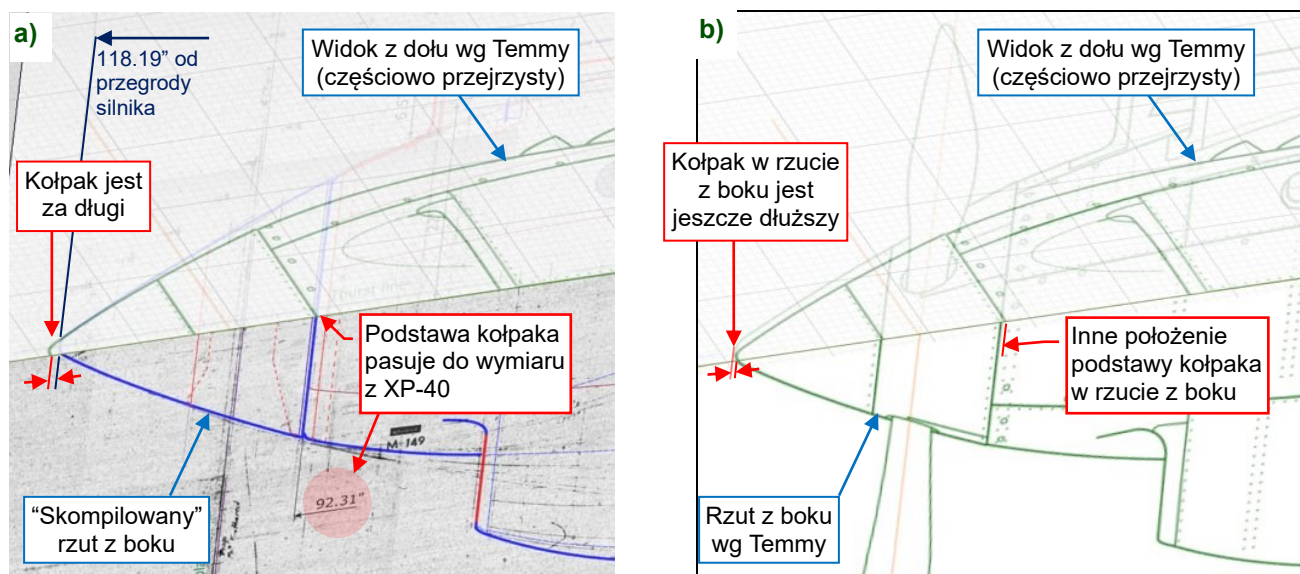 a)
118.19” od
przegrody
silnika
Widok z dołu wg Temmy
(częściowo przejrzysty)
Kołpak jest
za długi
thrust line
Podstawa kołpaka
pasuje do wymiaru
z XP-40
M-149
92.31”
“Skompilowany”
rzut z boku
b)
Widok z dołu wg Temmy
(częściowo przejrzysty)
Kołpak w rzucie
z boku jest
jeszcze dłuższy
Inne położenie
podstawy kołpaka
w rzucie z boku
Rzut z boku
wg Temmy